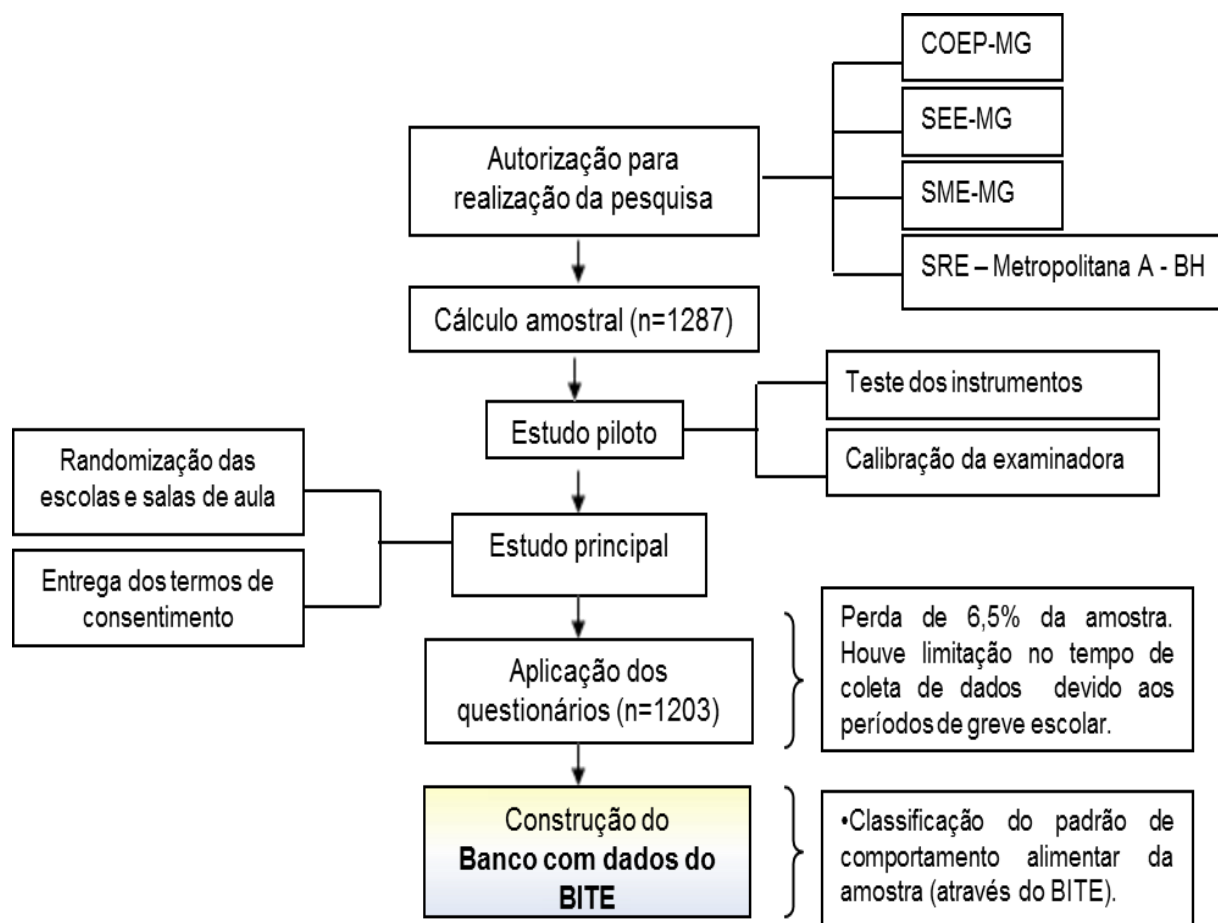 COEP-MG
SEE-MG
SME-MG
SRE – Metropolitana A - BH
Autorização para
realização da pesquisa
Cálculo amostral (n=1287)
Estudo piloto
Teste dos instrumentos
Calibração da examinadora
Randomização das
escolas e salas de aula
Entrega dos termos de
consentimento
Estudo principal
Aplicação dos
questionários (n=1203)
Perda de 6,5% da amostra.
Houve limitação no tempo de
coleta de dados devido aos
períodos de greve escolar.
Construção do
Banco com dados do
BITE
•Classificação do padrão de
comportamento alimentar da
amostra (através do BITE).